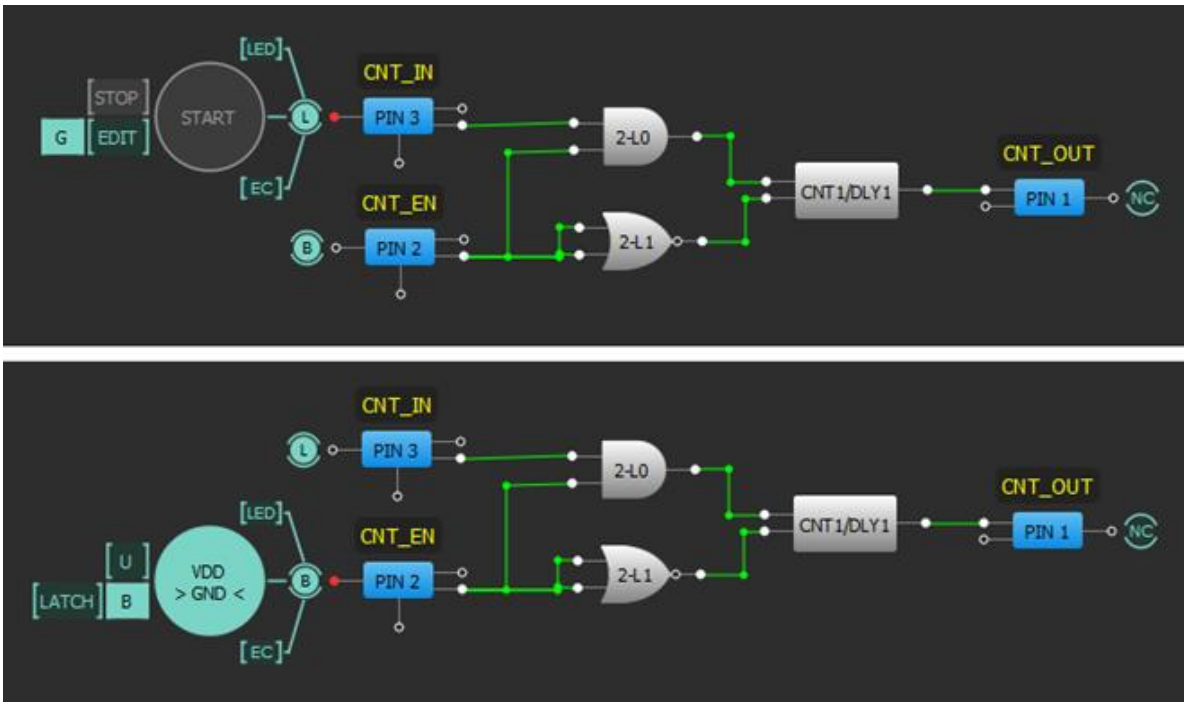 [LED]
CNT_IN
[STOP]
START
L
PIN 3
G
[EDIT]
2-L0
CNT_OUT
[EC]
CNT_EN
CNT1/DLY1
PIN 1
NC
B
PIN 2
2-L1
CNT_IN
L
PIN 3
2-L0
CNT_OUT
[LED]
CNT_EN
CNT1/DLY1
PIN 1
NC
[U]
VDD
> GND <
B
PIN 2
2-L1
[LATCH]
B
[EC]